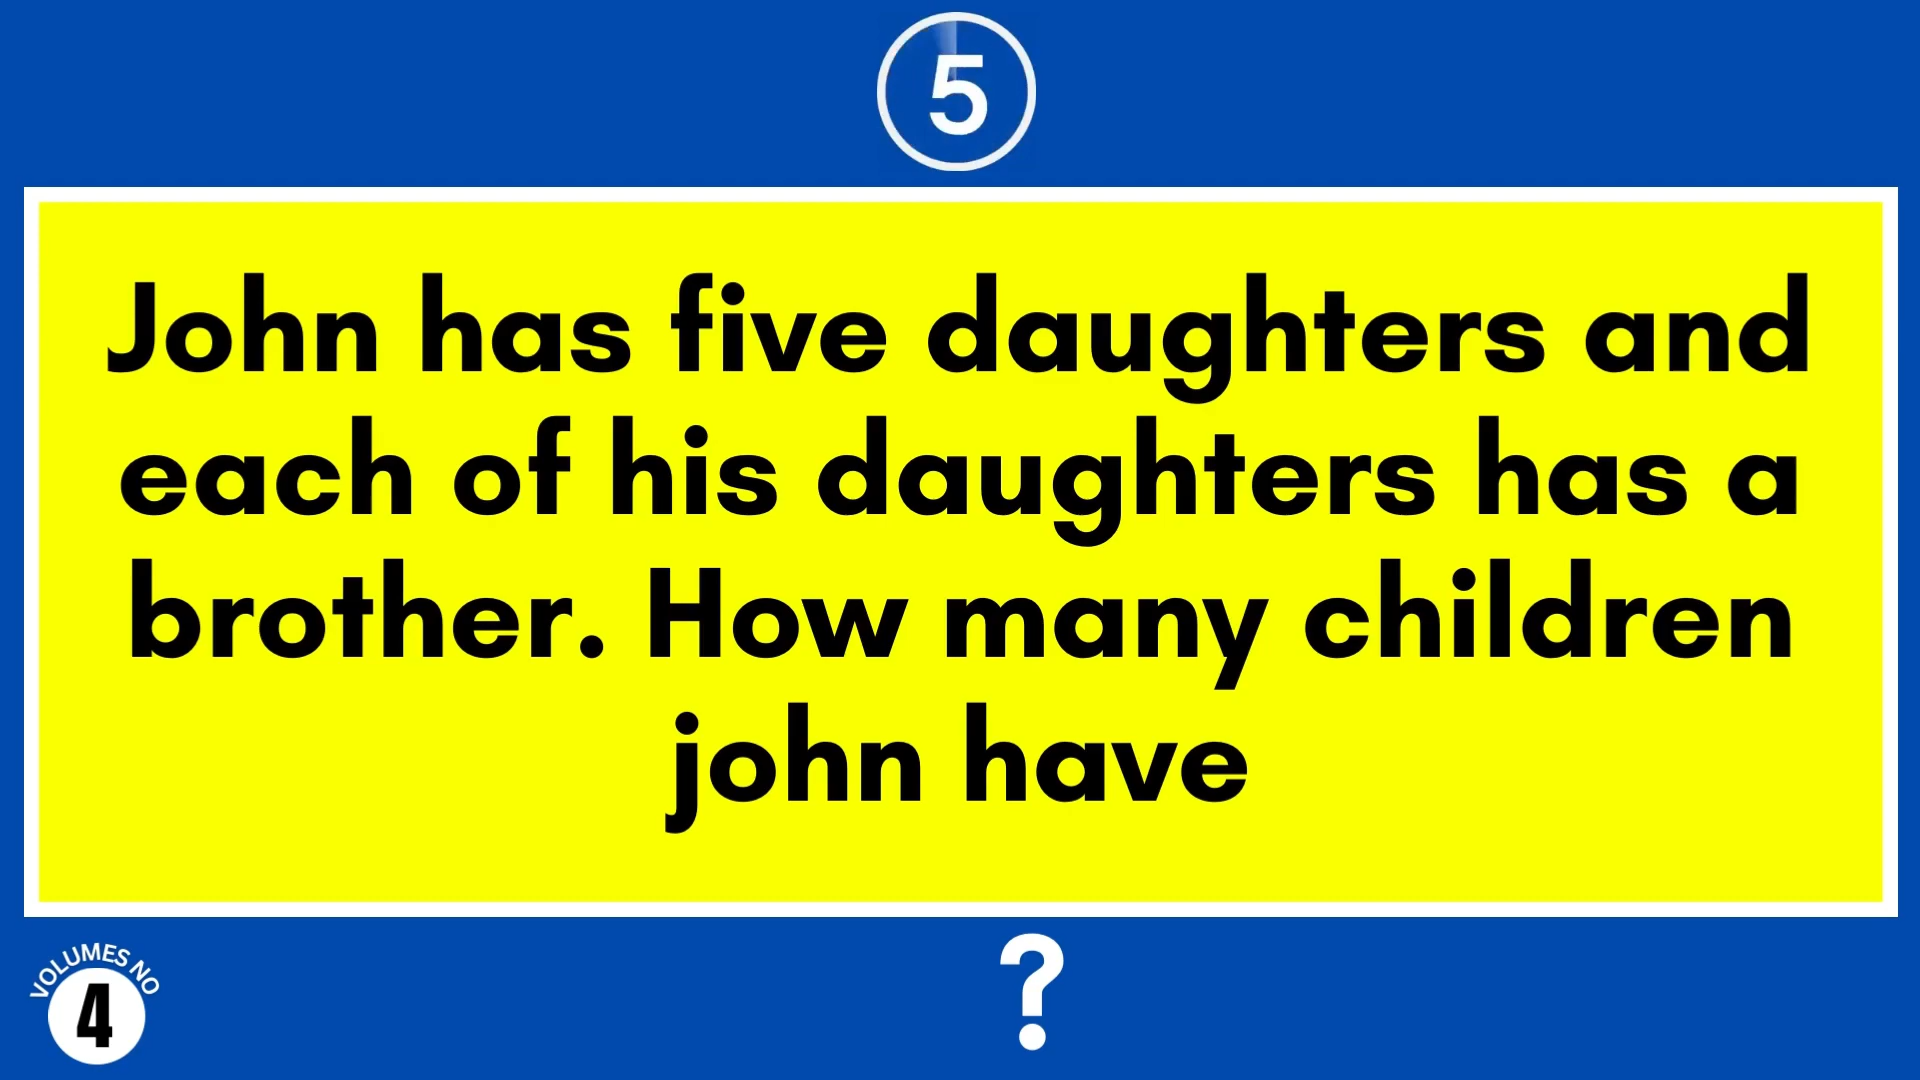 5
John has five daughters and
each of his daughters has a
brother. How many children
john have
VOLUMES NO
4
?